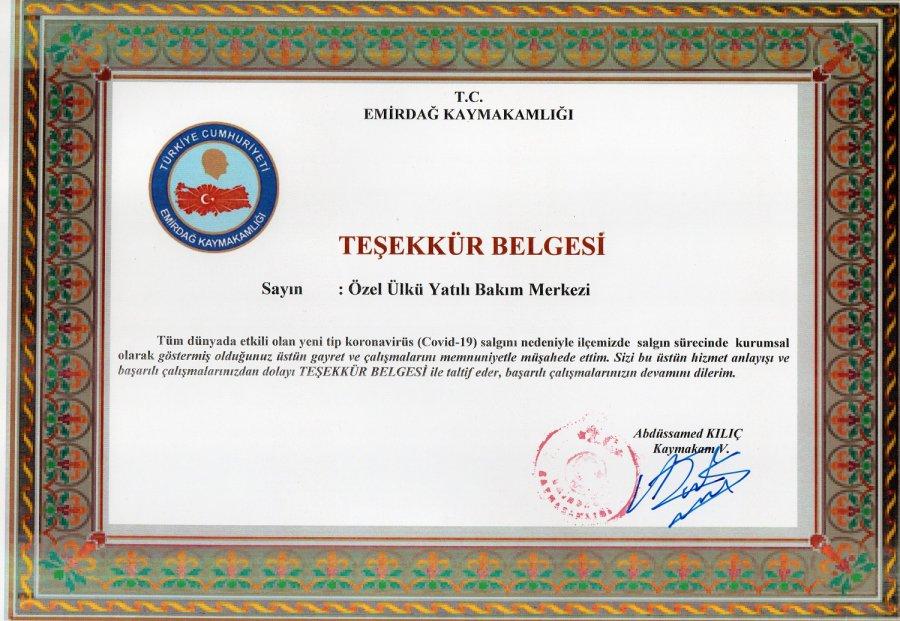 T.C.
EMİRDAĞ KAYMAKAMLIĞI
TÜRKİYE CUMHURİYETİ
EMİRDAĞ KAYMAKAMLIĞI
TEŞEKKÜR BELGESİ
Sayın : Özel Ülkü Yatılı Bakım Merkezi
Tüm dünyada etkili olan yeni tip koronavirüs (Covid-19) salgını nedeniyle ilçemizde salgın sürecinde kurumsal
olarak göstermiş olduğunuz üstün gayret ve çalışmalarını memnuniyetle müşahede ettim. Sizi bu üstün hizmet anlayışı ve
başarılı çalışmalarınızdan dolayı TEŞEKKÜR BELGESİ ile taltif eder, başarılı çalışmalarınızın devamını dilerim.
Abdüssamed KILIÇ
Kaymakam V.